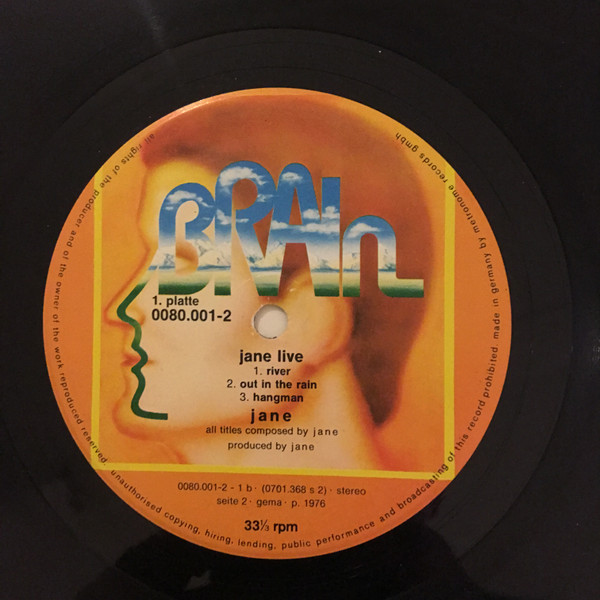 BRAIn
1. platte
0080.001-2
jane live
1. river
2. out in the rain
3. hangman
jane
all titles composed by jane
produced by jane
0080.001-2 - 1 b · (0701.368 s 2) · stereo
seite 2 · gema · p. 1976
33⅓ rpm
all rights of the producer and of the owner of the work reproduced reserved. unauthorised copying, hiring, lending, public performance and broadcasting of this record prohibited. made in germany by metronome records gmbh